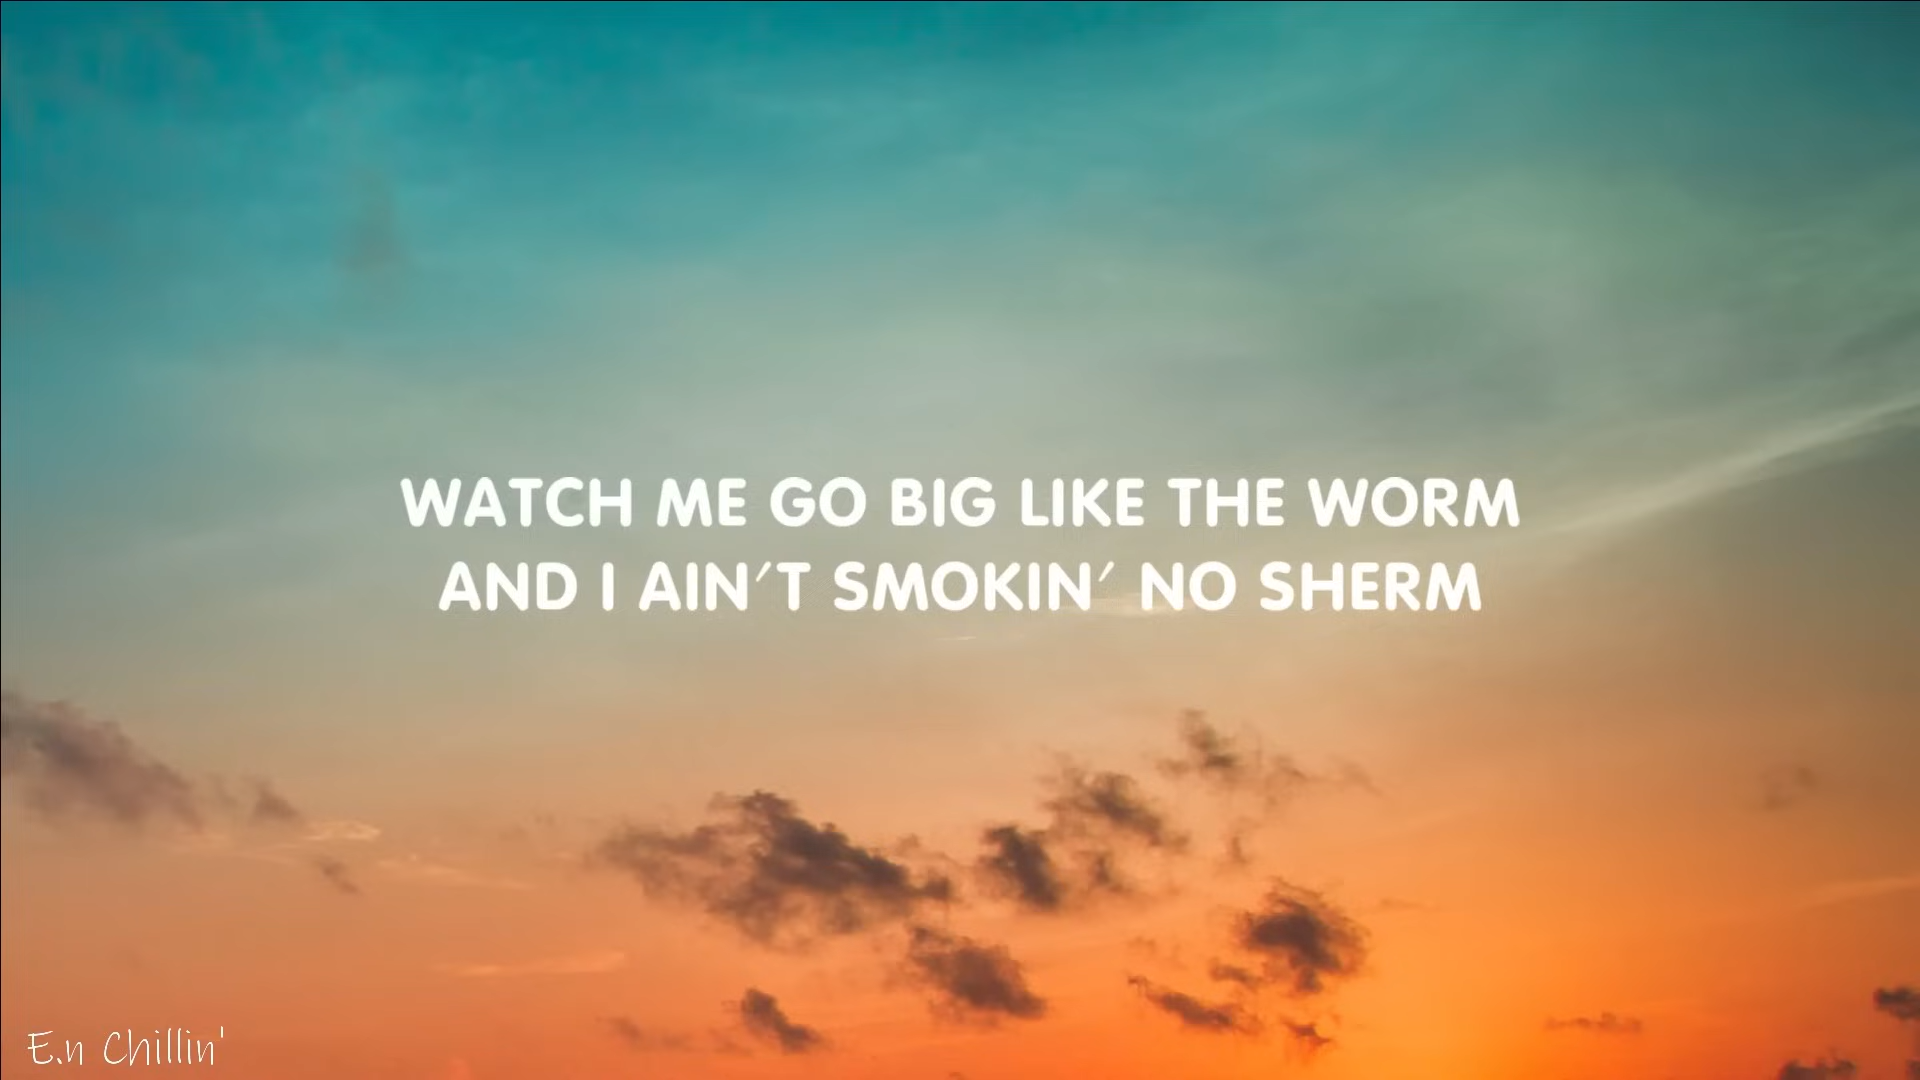 WATCH ME GO BIG LIKE THE WORM
AND I AIN'T SMOKIN' NO SHERM
E.n Chillin'